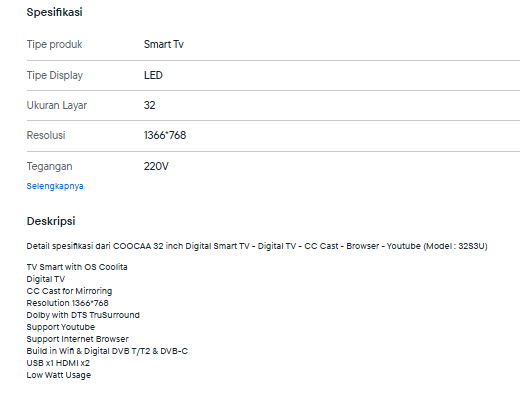 Spesifikasi
Tipe produk Smart Tv
Tipe Display LED
Ukuran Layar 32
Resolusi 1366*768
Tegangan 220V
Selengkapnya
Deskripsi
Detail spesifikasi dari COOCAA 32 inch Digital Smart TV - Digital TV - CC Cast - Browser - Youtube (Model : 32S3U)
TV Smart with OS Coolita
Digital TV
CC Cast for Mirroring
Resolution 1366*768
Dolby with DTS TruSurround
Support Youtube
Support Internet Browser
Build in Wifi & Digital DVB T/T2 & DVB-C
USB x1 HDMI x2
Low Watt Usage